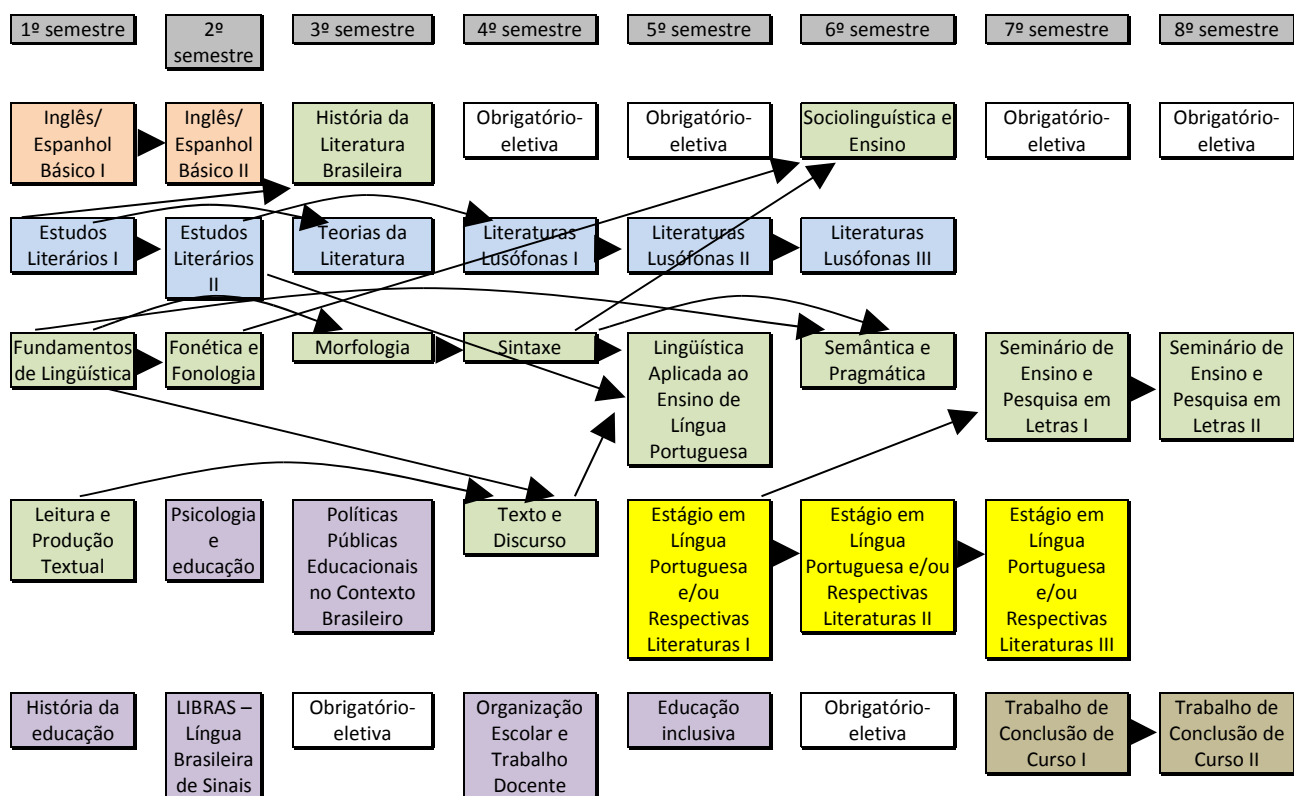 1º semestre
2º
semestre
3º semestre
4º semestre
5º semestre
6º semestre
7º semestre
8º semestre
Inglês/
Espanhol
Básico I
Inglês/
Espanhol
Básico II
História da
Literatura
Brasileira
Obrigatório-
eletiva
Obrigatório-
eletiva
Sociolinguística e
Ensino
Obrigatório-
eletiva
Obrigatório-
eletiva
Estudos
Literários I
Estudos
Literários
II
Teorias da
Literatura
Literaturas
Lusófonas I
Literaturas
Lusófonas II
Literaturas
Lusófonas III
Fundamentos
de Lingüística
Fonética e
Fonologia
Morfologia
Sintaxe
Lingüística
Aplicada ao
Ensino de
Língua
Portuguesa
Semântica e
Pragmática
Seminário de
Ensino e
Pesquisa em
Letras I
Seminário de
Ensino e
Pesquisa em
Letras II
Leitura e
Produção
Textual
Psicologia
e
educação
Políticas
Públicas
Educacionais
no Contexto
Brasileiro
Texto e
Discurso
Estágio em
Língua
Portuguesa
e/ou
Respectivas
Literaturas I
Estágio em
Língua
Portuguesa e/ou
Respectivas
Literaturas II
Estágio em
Língua
Portuguesa
e/ou
Respectivas
Literaturas III
História da
educação
LIBRAS –
Língua
Brasileira
de Sinais
Obrigatório-
eletiva
Organização
Escolar e
Trabalho
Docente
Educação
inclusiva
Obrigatório-
eletiva
Trabalho de
Conclusão de
Curso I
Trabalho de
Conclusão de
Curso II